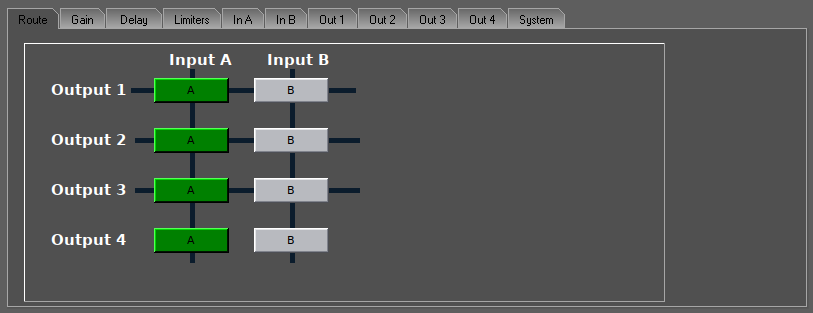 Route Gain Delay Limiters In A In B Out 1 Out 2 Out 3 Out 4 System
Input A Input B
Output 1 A B
Output 2 A B
Output 3 A B
Output 4 A B